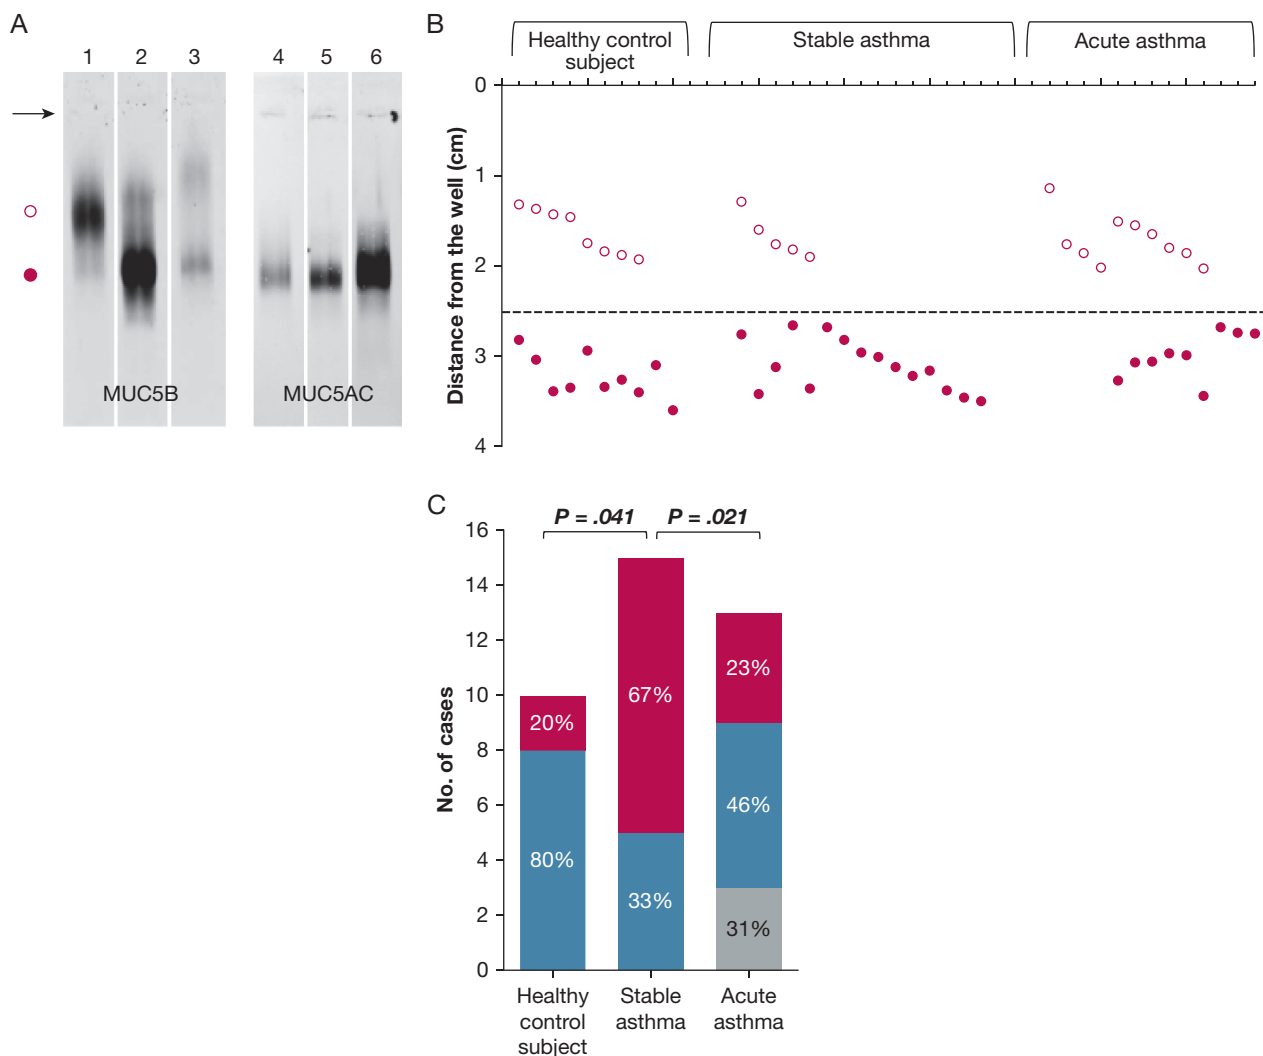 A
1 2 3 4 5 6
MUC5B
MUC5AC
B
Healthy control
subject
Stable asthma
Acute asthma
Distance from the well (cm)
0
1
2
3
4
C
P = .041
P = .021
No. of cases
16
14
12
10
8
6
4
2
0
20%
80%
67%
33%
23%
46%
31%
Healthy
control
subject
Stable
asthma
Acute
asthma